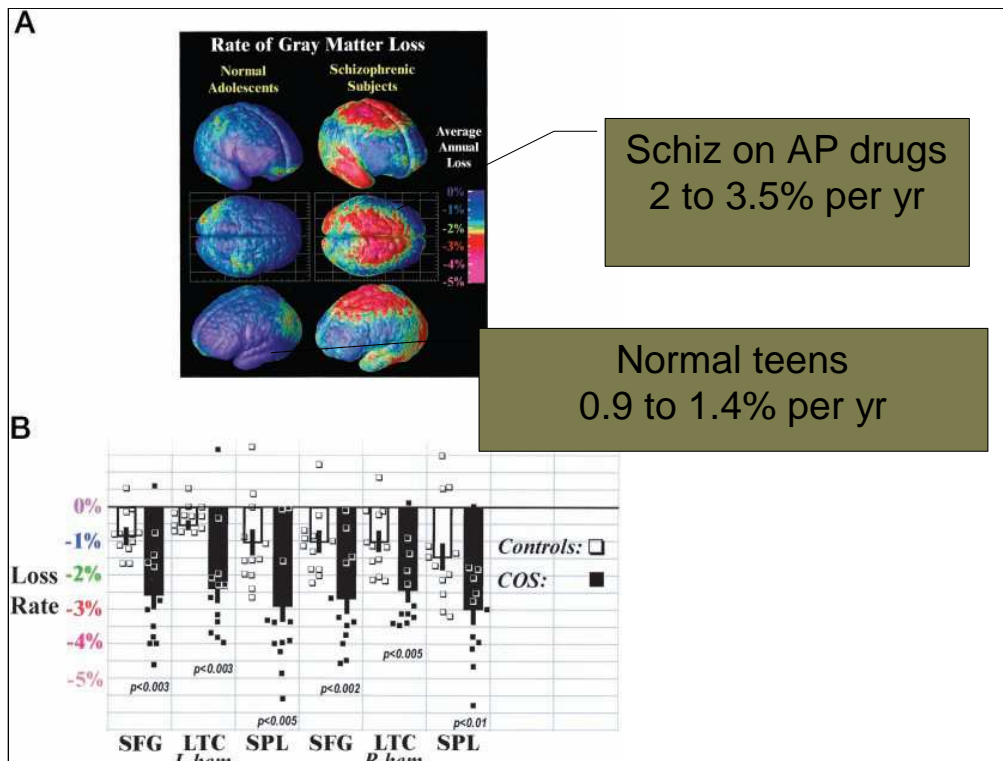 A
Rate of Gray Matter Loss
Normal
Adolescents
Schizophrenic
Subjects
Average
Annual
Loss
0%
-1%
-2%
-3%
-4%
-5%
Schiz on AP drugs
2 to 3.5% per yr
Normal teens
0.9 to 1.4% per yr
B
0%
-1%
-2%
-3%
-4%
-5%
Loss
Rate
Controls:
COS:
p<0.003
p<0.003
p<0.005
p<0.002
p<0.005
p<0.01
SFG LTC SPL SFG LTC SPL
L hem R hem